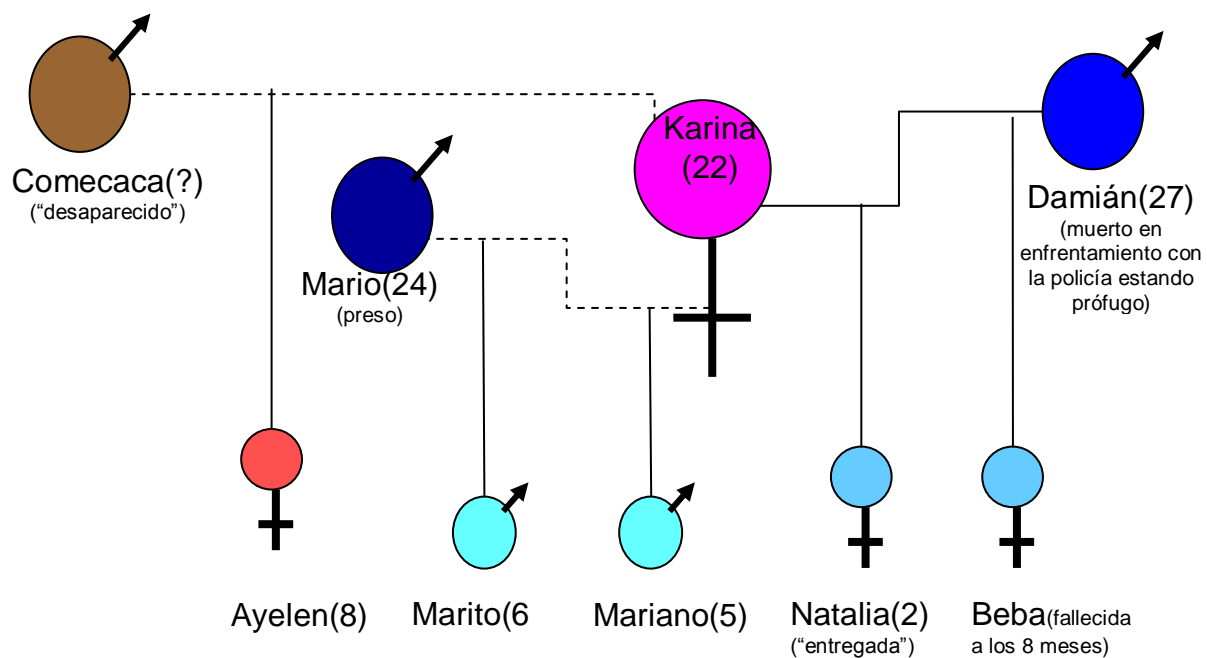 Karina
(22)
Comecaca(?)
(“desaparecido”)
Damián(27)
(muerto en
enfrentamiento con
la policía estando
prófugo)
Mario(24)
(preso)
Ayelen(8)
Marito(6
Mariano(5)
Natalia(2)
(“entregada”)
Beba(fallecida
a los 8 meses)